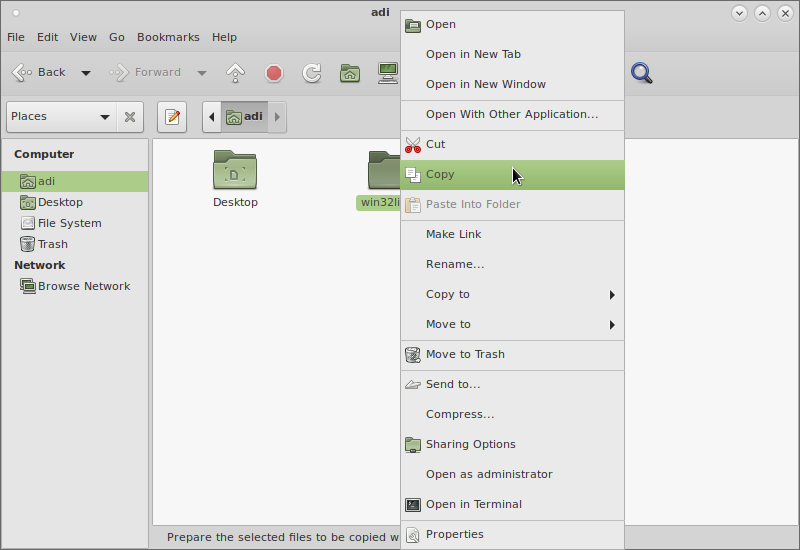 adi
File Edit View Go Bookmarks Help
Back Forward
Places
adi
Computer
adi
Desktop
File System
Trash
Network
Browse Network
Desktop
win32li
Open
Open in New Tab
Open in New Window
Open With Other Application...
Cut
Copy
Paste Into Folder
Make Link
Rename...
Copy to
Move to
Move to Trash
Send to...
Compress...
Sharing Options
Open as administrator
Open in Terminal
Properties
Prepare the selected files to be copied w